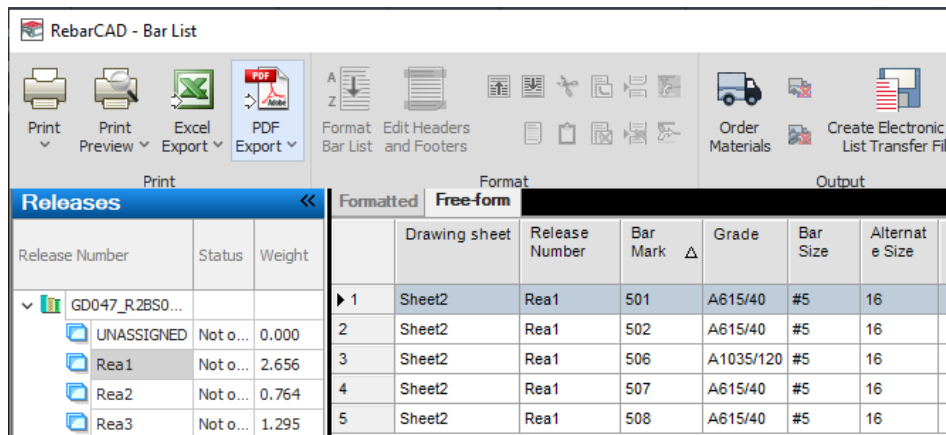 RebarCAD - Bar List
PDF
Adobe
A
Z
Print
Print Preview
Excel Export
PDF Export
Format Bar List
Edit Headers and Footers
Order Materials
Create Electronic
List Transfer Fil
Print
Format
Output
Releases
Formatted Free-form
Release Number Status Weight
Drawing sheet Release Number Bar Mark Grade Bar Size Alternat e Size
GD047_R2BS0...
UNASSIGNED Not o... 0.000
Rea1 Not o... 2.656
Rea2 Not o... 0.764
Rea3 Not o... 1.295
1 Sheet2 Rea1 501 A615/40 #5 16
2 Sheet2 Rea1 502 A615/40 #5 16
3 Sheet2 Rea1 506 A1035/120 #5 16
4 Sheet2 Rea1 507 A615/40 #5 16
5 Sheet2 Rea1 508 A615/40 #5 16